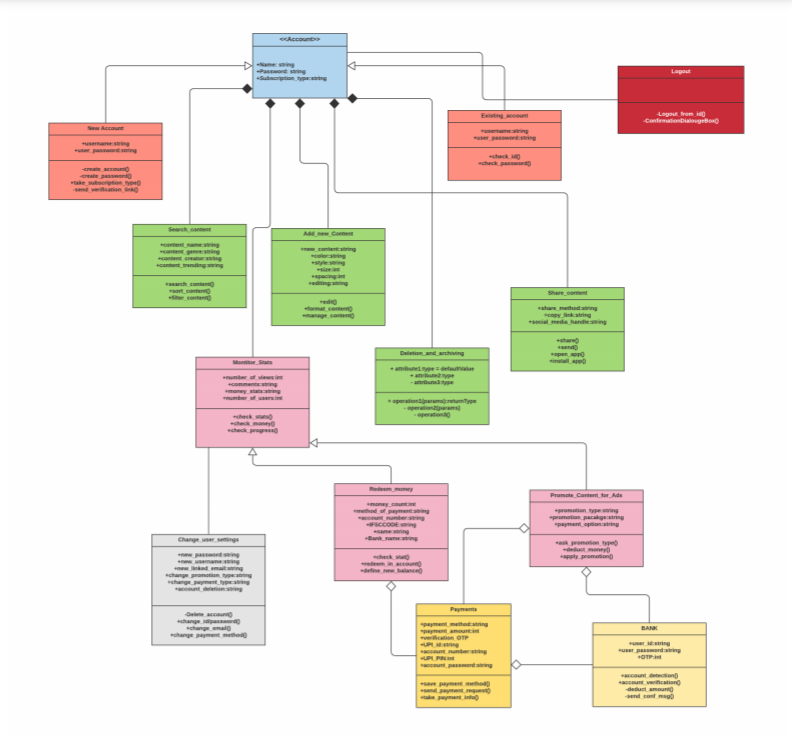 <<Account>>
+Name: string
+Password: string
+Subscription_type:string
Logout
-Logout_from_id()
-ConfirmationDialougeBox()
Existing_account
+username:string
+user_password:string
+check_id()
+check_password()
New Account
+username:string
+user_password:string
-create_account()
-create_password()
+take_subscription_type()
-send_verification_link()
Search_content
+content_name:string
+content_genre:string
+content_creator:string
+content_trending:string
+search_content()
+sort_content()
+filter_content()
Add_new_Content
+new_content:string
+color:string
+style:string
+size:int
+spacing:int
+editing:string
+edit()
+format_content()
+manage_content()
Share_content
+share_method:string
+copy_link:string
+social_media_handle:string
+share()
+send()
+open_app()
+install_app()
Deletion_and_archiving
+ attribute1:type = defaultValue
+ attribute2:type
- attribute3:type
+ operation1(params):returnType
- operation2(params)
- operation3()
Monitor_Stats
+number_of_views:int
+comments:string
+money_stats:string
+number_of_users:int
+check_stats()
+check_money()
+check_progress()
Redeem_money
+money_count:int
+method_of_payment:string
+account_number:string
+IFSCCODE:string
+name:string
+Bank_name:string
+check_stat()
+redeem_in_account()
+define_new_balance()
Promote_Content_for_Ads
+promotion_type:string
+promotion_pacakge:string
+payment_option:string
+ask_promotion_type()
+deduct_money()
+apply_promotion()
Change_user_settings
+new_password:string
+new_username:string
+new_linked_email:string
+change_promotion_type:string
+change_payment_type:string
+account_deletion:string
-Delete_account()
+change_id/password()
+change_email()
+change_payment_method()
Payments
+payment_method:string
+payment_amount:int
+verification_OTP
+UPI_id:string
+account_number:string
+UPI_PIN:int
+account_password:string
+save_payment_method()
+send_payment_request()
+take_payment_info()
BANK
+user_id:string
+user_password:string
+OTP:int
+account_detection()
+account_verification()
-deduct_amount()
-send_conf_msg()